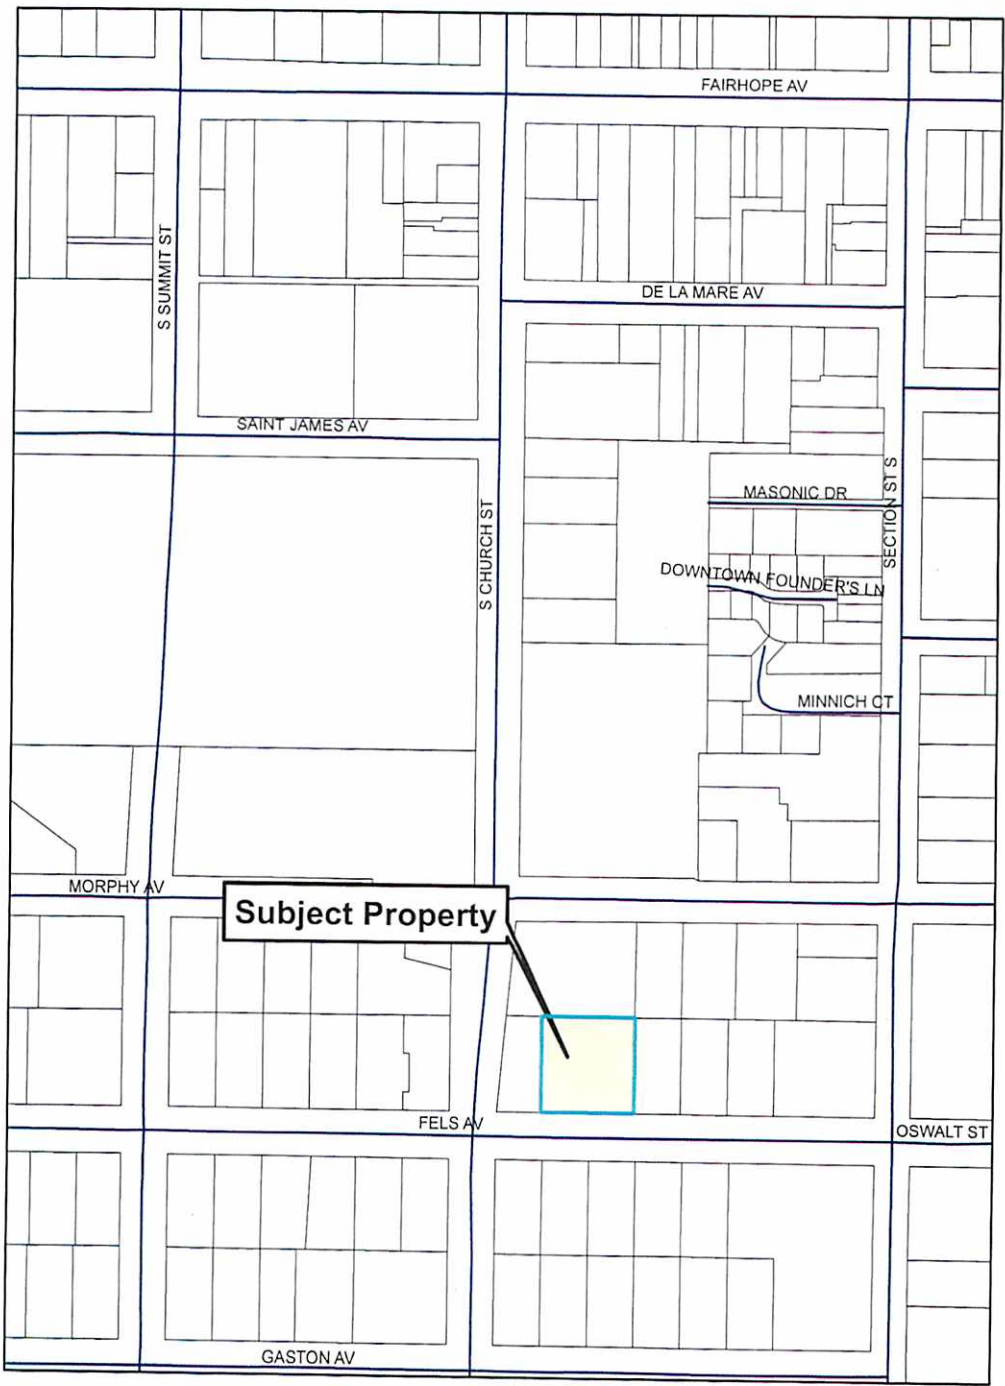 FAIRHOPE AV
S SUMMIT ST
DE LA MARE AV
SAINT JAMES AV
S CHURCH ST
SECTION ST S
MASONIC DR
DOWNTOWN FOUNDER'S LN
MINNICH CT
MORPHY AV
Subject Property
FELS AV
OSWALT ST
GASTON AV